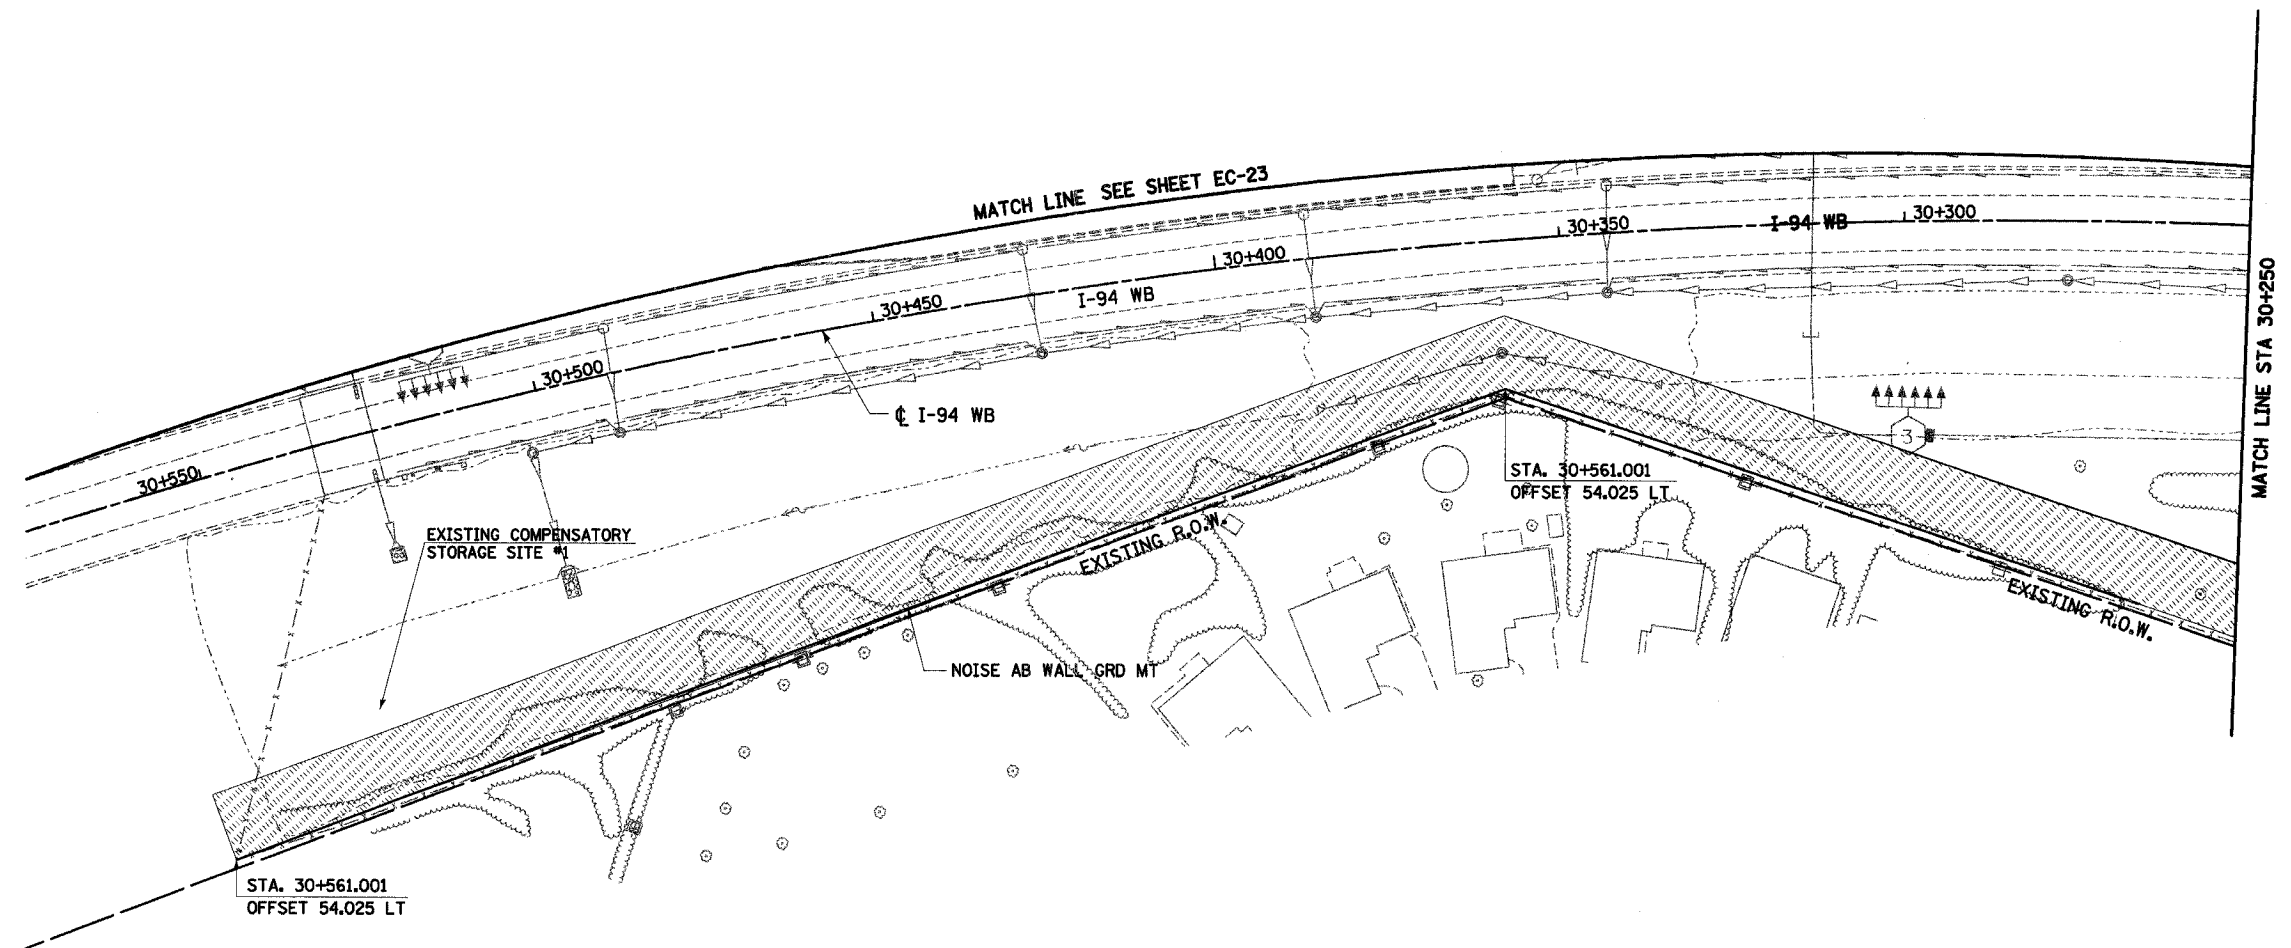 MATCH LINE SEE SHEET EC-23
30+300
I-94 WB
30+350
30+400
I-94 WB
30+450
30+500
30+550
℄ I-94 WB
MATCH LINE STA 30+250
3
STA. 30+561.001
OFFSET 54.025 LT
EXISTING COMPENSATORY
STORAGE SITE #1
EXISTING R.O.W.
EXISTING R.O.W.
NOISE AB WALL GRD MT
STA. 30+561.001
OFFSET 54.025 LT